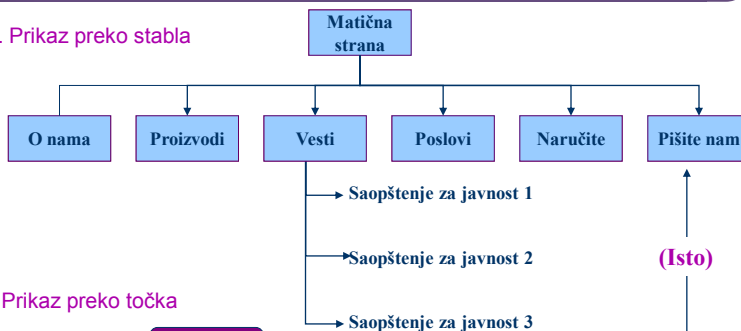 . Prikaz preko stabla
Matična
strana
O nama
Proizvodi
Vesti
Poslovi
Naručite
Pišite nam
Saopštenje za javnost 1
Saopštenje za javnost 2
(Isto)
Prikaz preko točka
Saopštenje za javnost 3